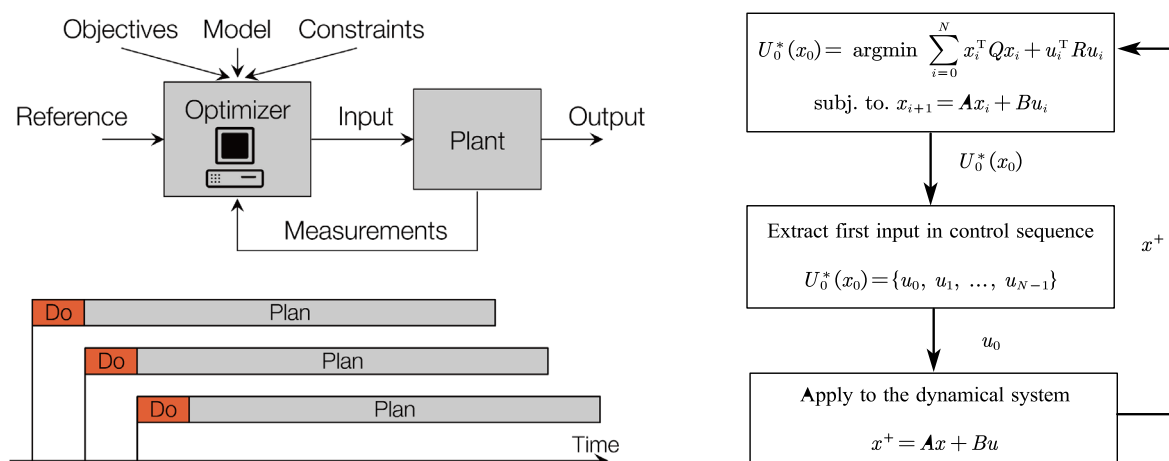 Objectives Model Constraints
Reference
Optimizer
Input
Plant
Output
Measurements
Do Plan
Do Plan
Do Plan
Time
U_0^*(x_0) = argmin \sum_{i=0}^{N} x_i^T Q x_i + u_i^T R u_i
subj. to. x_{i+1} = A x_i + B u_i
U_0^*(x_0)
Extract first input in control sequence
U_0^*(x_0) = {u_0, u_1, ..., u_{N-1}}
x^+
u_0
Apply to the dynamical system
x^+ = Ax + Bu